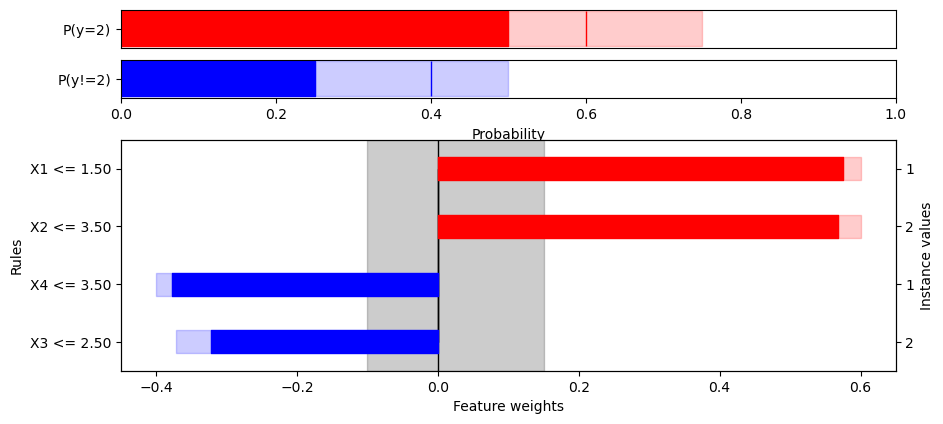 P(y=2)
P(y!=2)
0.0 0.2 0.4 0.6 0.8 1.0
Probability
X1 <= 1.50 1
X2 <= 3.50 2
X4 <= 3.50 1
X3 <= 2.50 2
Rules
Instance values
−0.4 −0.2 0.0 0.2 0.4 0.6
Feature weights